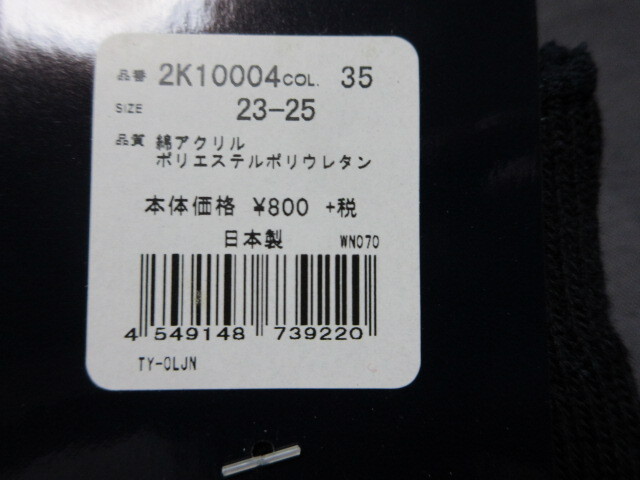 品番 2K10004 COL. 35
SIZE 23-25
品質 綿アクリル
ポリエステルポリウレタン
本体価格 ¥800 +税
日本製 WN070
4 549148 739220
TY-0LJN